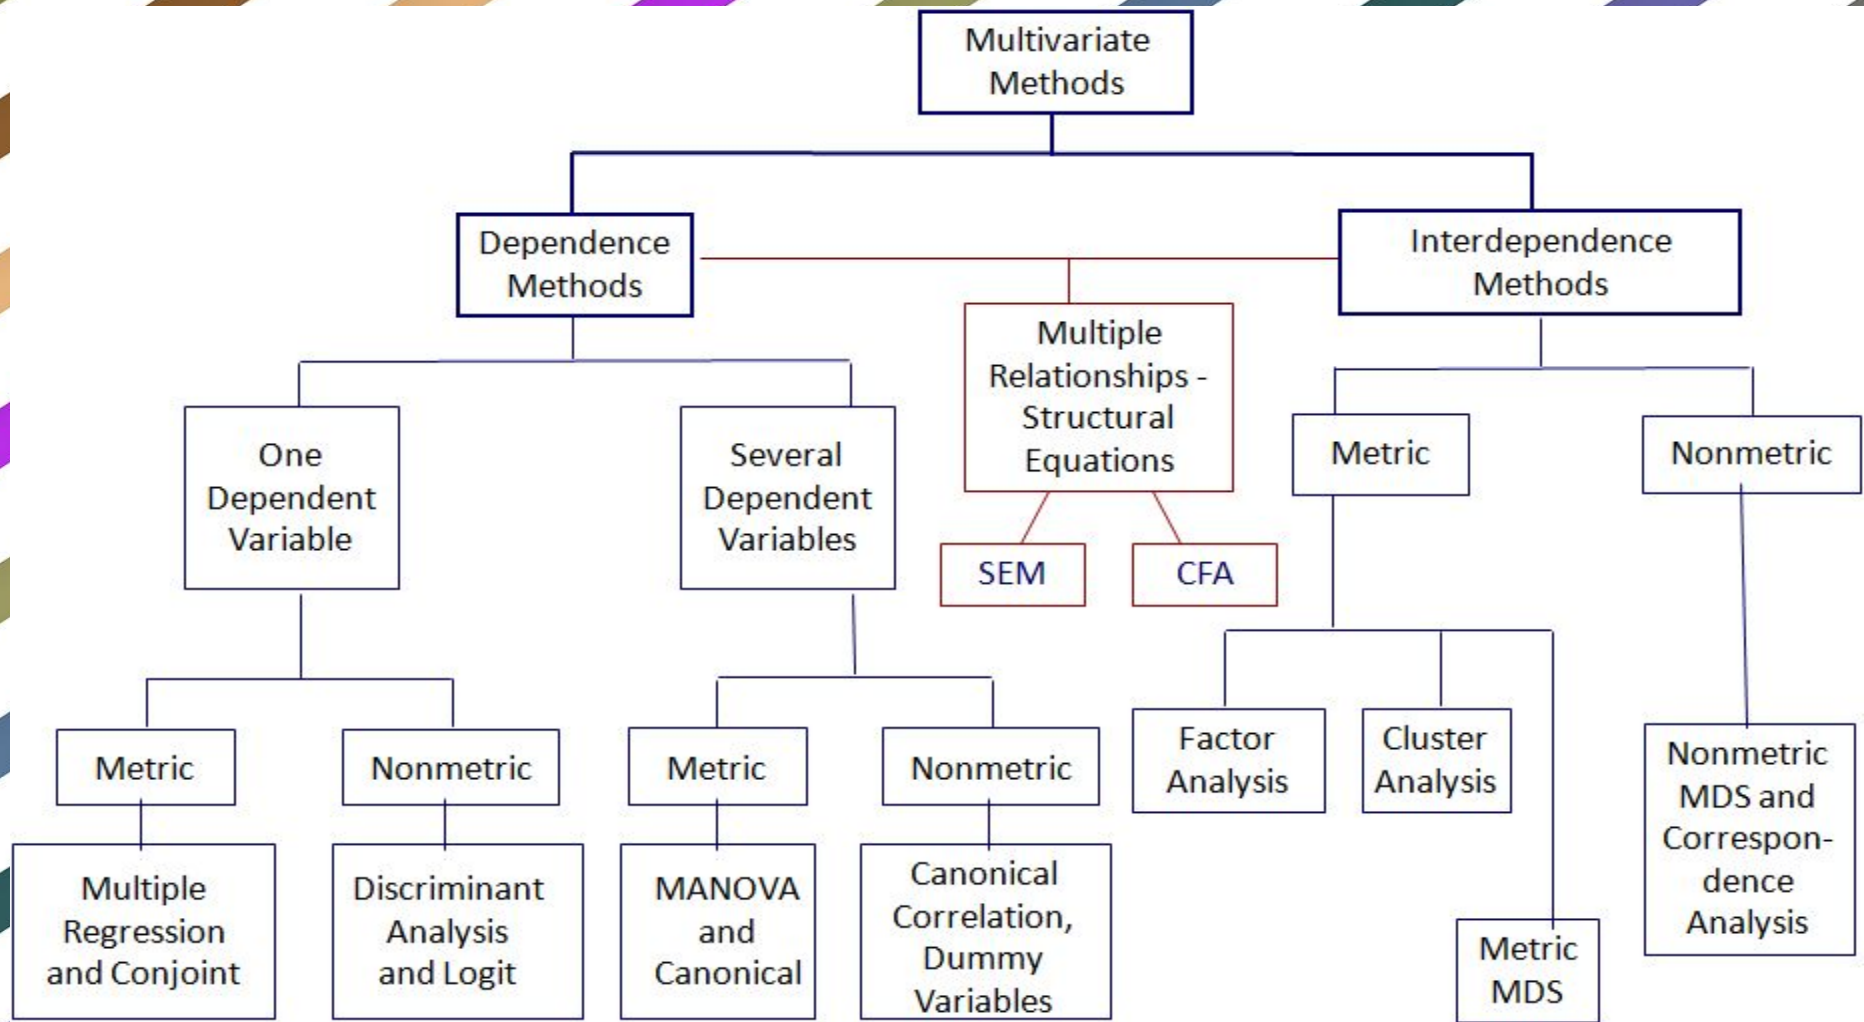 Multivariate
Methods
Dependence
Methods
Interdependence
Methods
Multiple
Relationships -
Structural
Equations
One
Dependent
Variable
Several
Dependent
Variables
Metric
Nonmetric
SEM
CFA
Metric
Nonmetric
Metric
Nonmetric
Factor
Analysis
Cluster
Analysis
Nonmetric
MDS and
Correspon-
dence
Analysis
Multiple
Regression
and Conjoint
Discriminant
Analysis
and Logit
MANOVA
and
Canonical
Canonical
Correlation,
Dummy
Variables
Metric
MDS